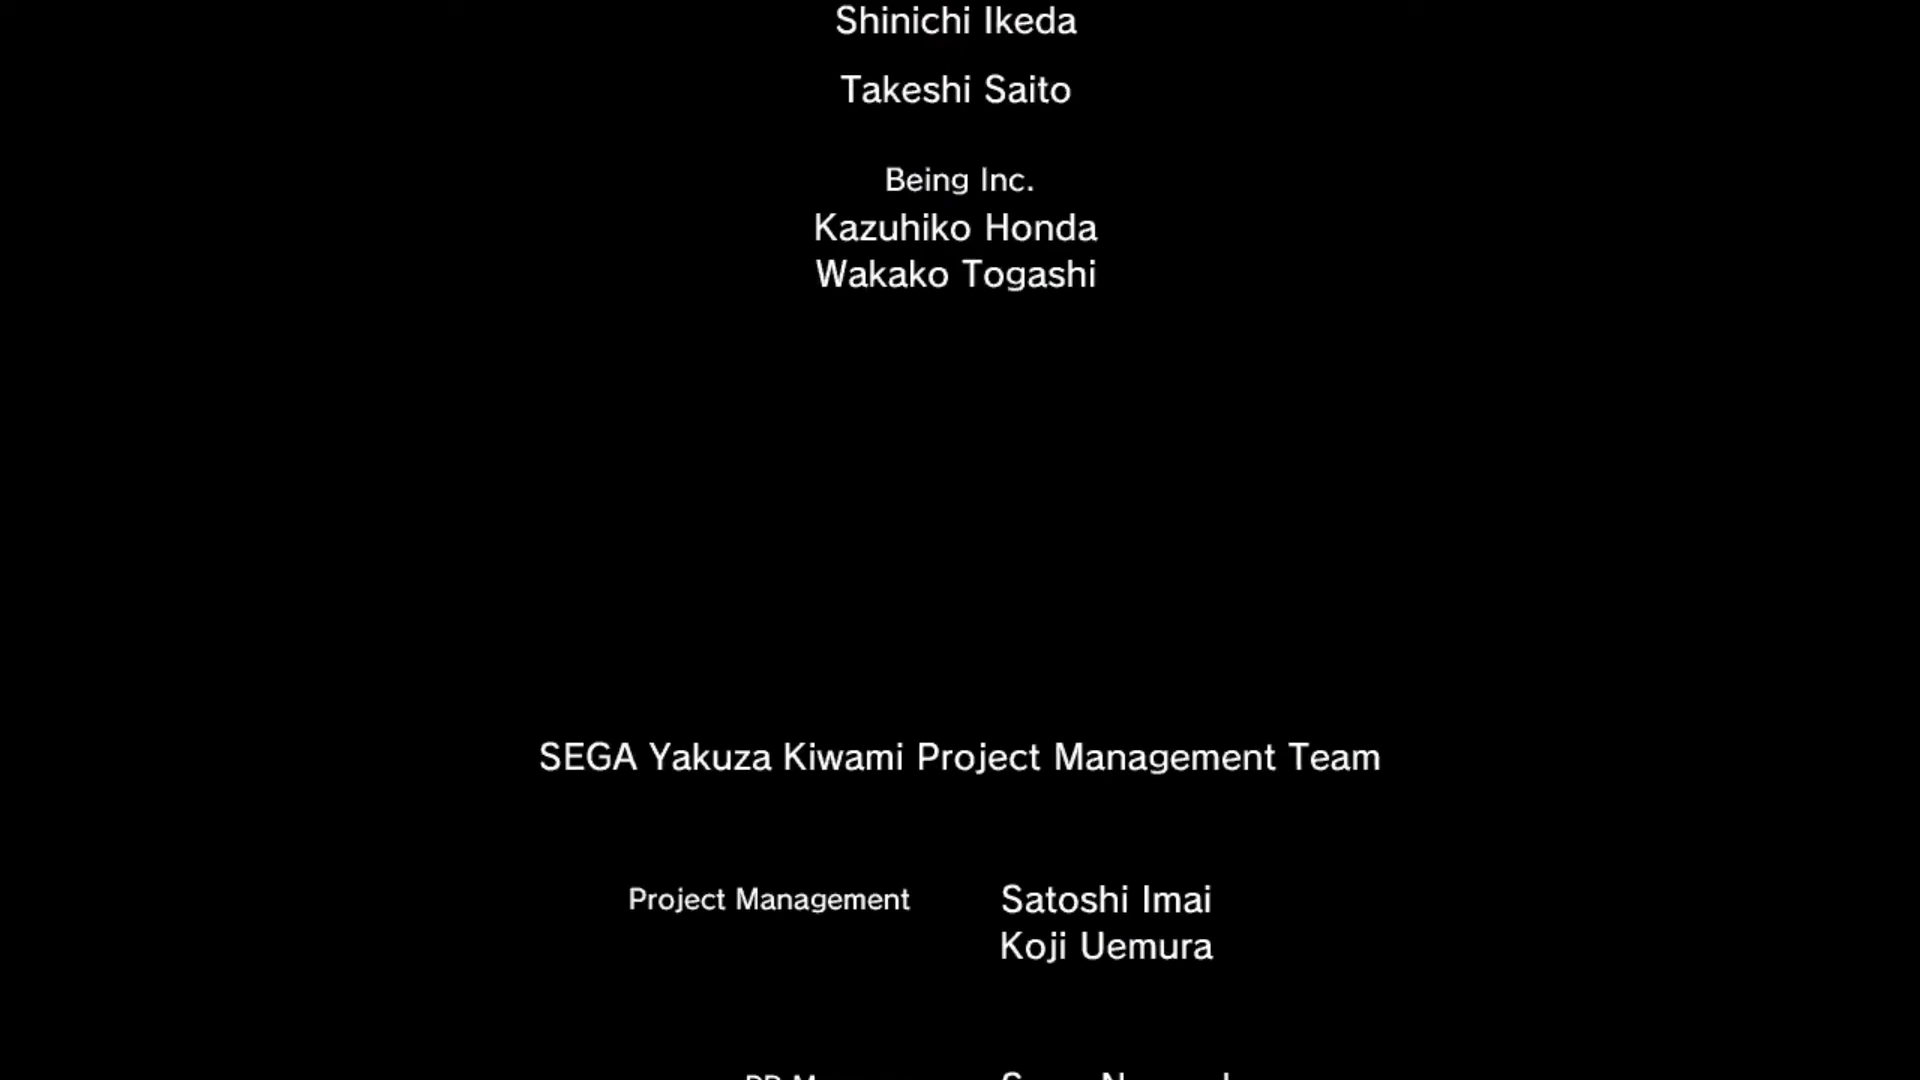 Shinichi Ikeda
Takeshi Saito
Being Inc.
Kazuhiko Honda
Wakako Togashi
SEGA Yakuza Kiwami Project Management Team
Project Management Satoshi Imai
Koji Uemura